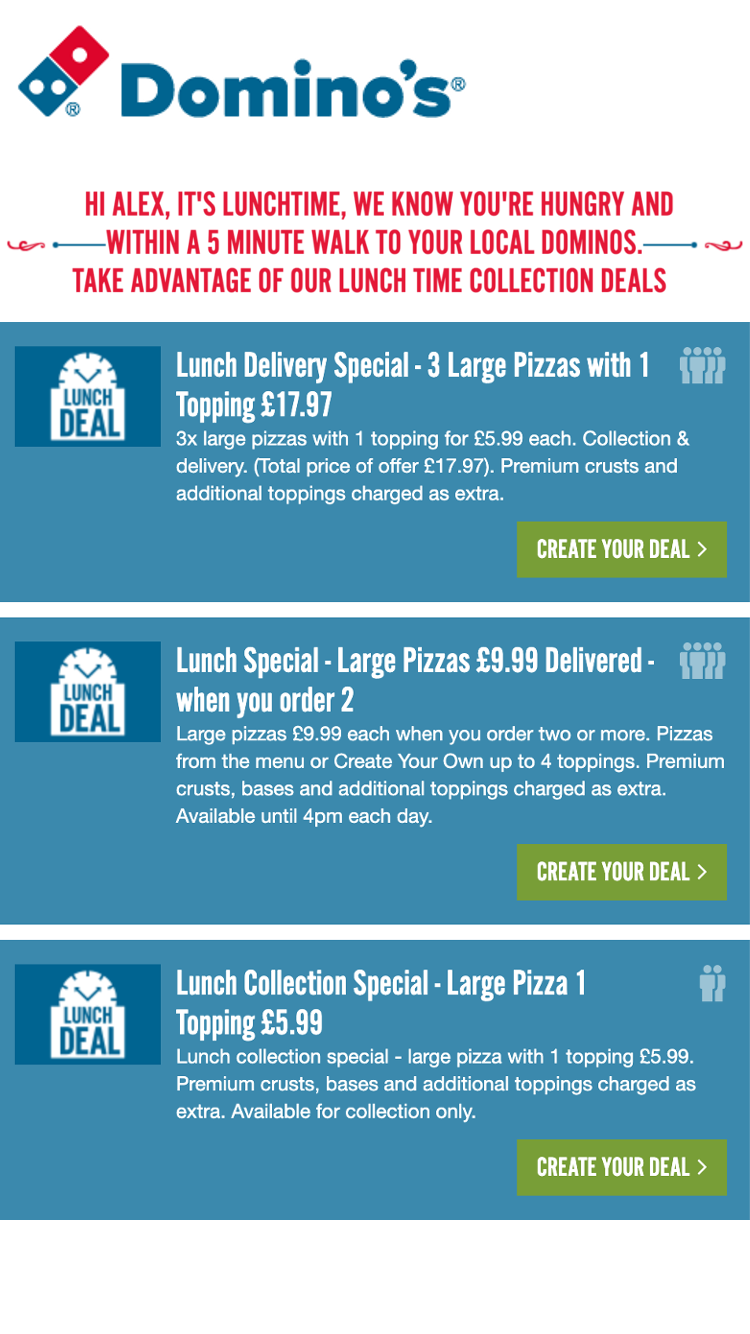 Domino's®
®
HI ALEX, IT'S LUNCHTIME, WE KNOW YOU'RE HUNGRY AND
WITHIN A 5 MINUTE WALK TO YOUR LOCAL DOMINOS.
TAKE ADVANTAGE OF OUR LUNCH TIME COLLECTION DEALS
LUNCH
DEAL
Lunch Delivery Special - 3 Large Pizzas with 1
Topping £17.97
3x large pizzas with 1 topping for £5.99 each. Collection &
delivery. (Total price of offer £17.97). Premium crusts and
additional toppings charged as extra.
CREATE YOUR DEAL >
LUNCH
DEAL
Lunch Special - Large Pizzas £9.99 Delivered -
when you order 2
Large pizzas £9.99 each when you order two or more. Pizzas
from the menu or Create Your Own up to 4 toppings. Premium
crusts, bases and additional toppings charged as extra.
Available until 4pm each day.
CREATE YOUR DEAL >
LUNCH
DEAL
Lunch Collection Special - Large Pizza 1
Topping £5.99
Lunch collection special - large pizza with 1 topping £5.99.
Premium crusts, bases and additional toppings charged as
extra. Available for collection only.
CREATE YOUR DEAL >